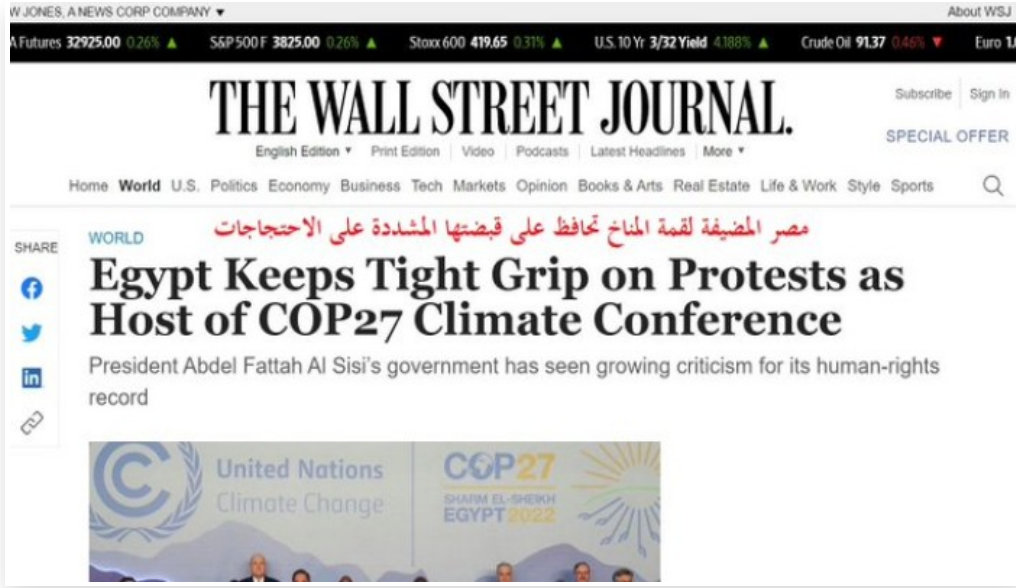 W JONES, A NEWS CORP COMPANY ▼ About WSJ
A Futures 32925.00 0.26% ▲ S&P 500 F 3825.00 0.26% ▲ Stoxx 600 419.65 0.31% ▲ U.S. 10 Yr 3/32 Yield 4.188% ▲ Crude Oil 91.37 0.46% ▼ Euro 1.
THE WALL STREET JOURNAL.
Subscribe Sign In
SPECIAL OFFER
English Edition ▼ Print Edition Video Podcasts Latest Headlines More ▼
Home World U.S. Politics Economy Business Tech Markets Opinion Books & Arts Real Estate Life & Work Style Sports
مصر المضيفة لقمة المناخ تحافظ على قبضتها المشددة على الاحتجاجات
SHARE
WORLD
Egypt Keeps Tight Grip on Protests as
Host of COP27 Climate Conference
President Abdel Fattah Al Sisi's government has seen growing criticism for its human-rights
record
United Nations
Climate Change
COP27
SHARM EL-SHEIKH
EGYPT 2022